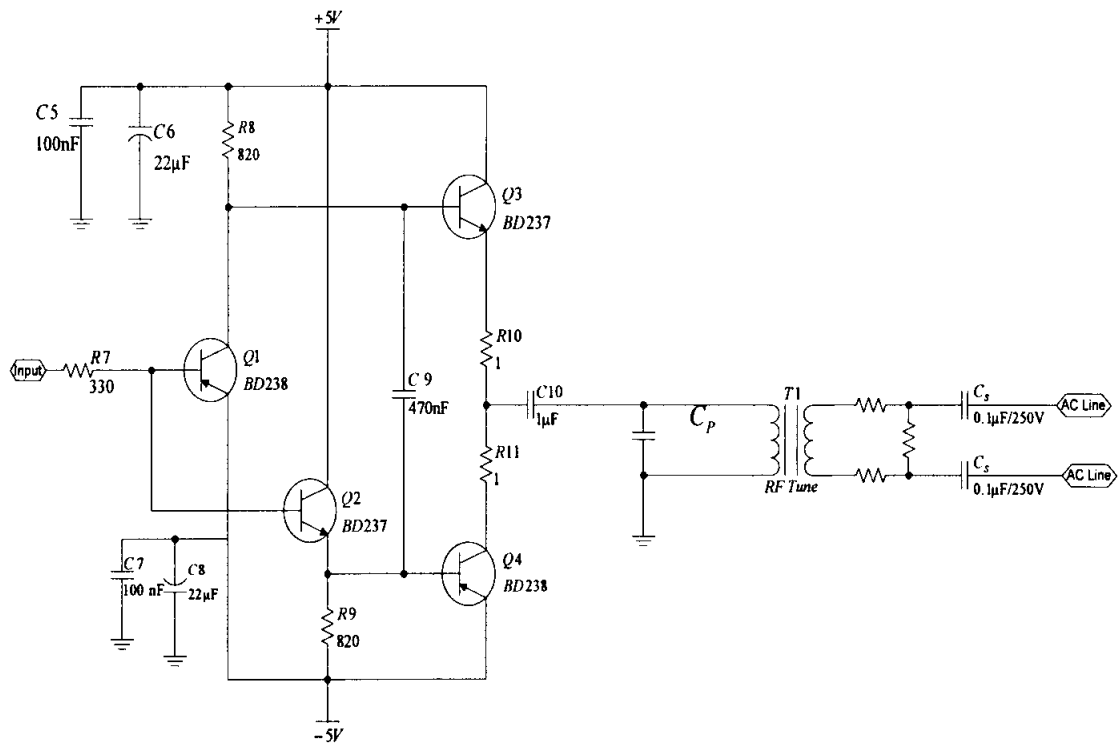 +5V
C5
100nF
C6
22µF
R8
820
Q3
BD237
Input
R7
330
Q1
BD238
C9
470nF
R10
1
C10
1µF
C_P
T1
RF Tune
C_s
0.1µF/250V
AC Line
C_s
0.1µF/250V
AC Line
R11
1
Q2
BD237
Q4
BD238
C7
100 nF
C8
22µF
R9
820
−5V